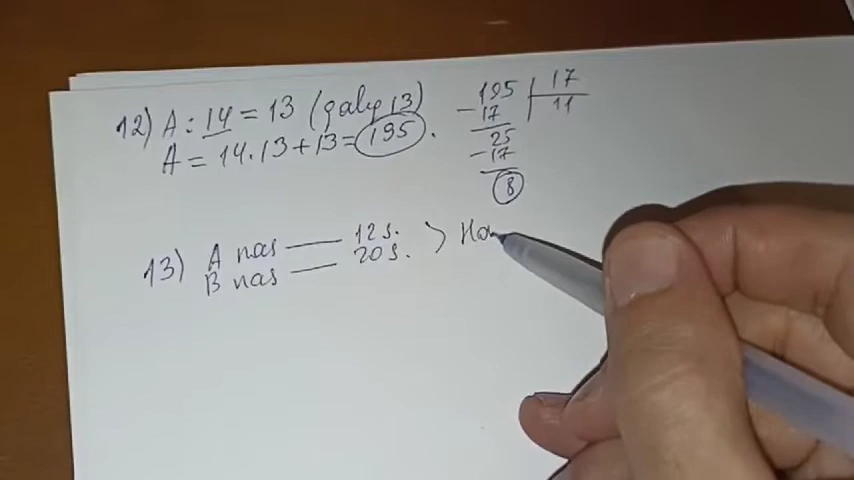 12) A : 14 = 13 (galyp 13)
A = 14 . 13 + 13 = 195 .
195 | 17
- 17 11
25
- 17
8
13) A nas — 12 s.
B nas — 20 s. >